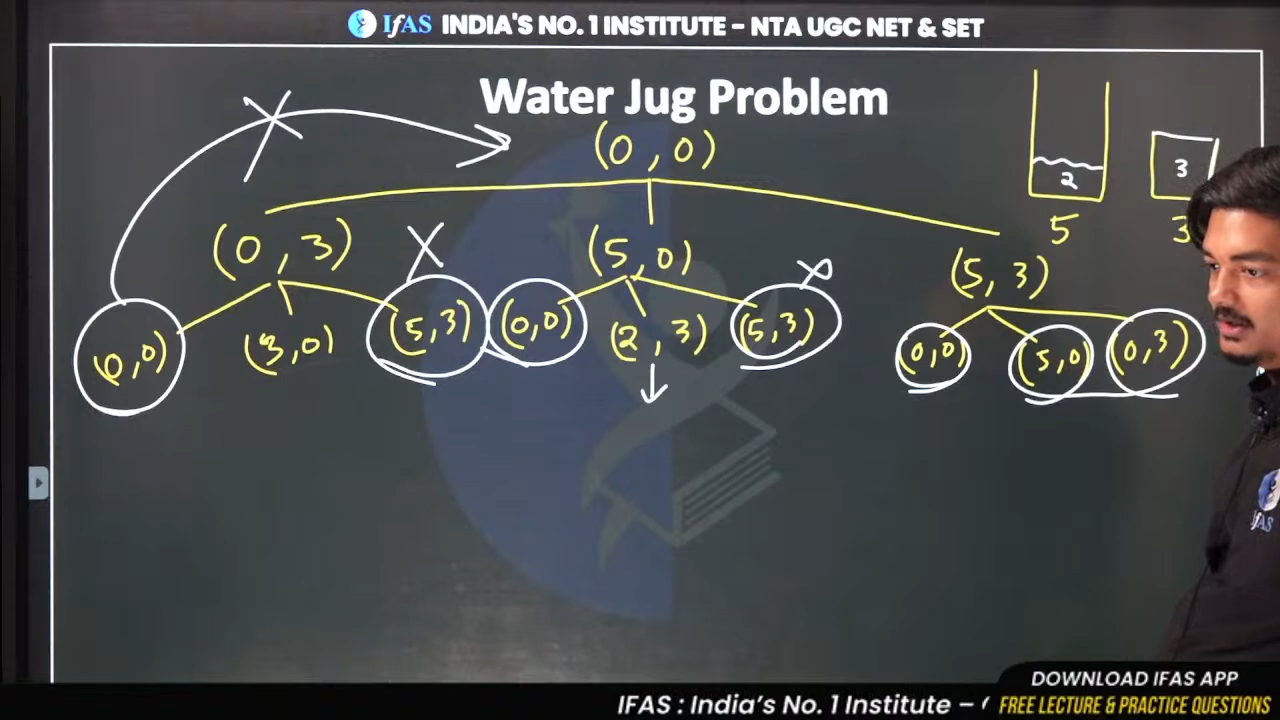 IFAS INDIA'S NO. 1 INSTITUTE – NTA UGC NET & SET
Water Jug Problem
(0,0)
2
3
5
3
(0,3)
(5,0)
(5,3)
(0,0)
(3,0)
(5,3)
(0,0)
(2,3)
(5,3)
(0,0)
(5,0)
(0,3)
IFAS
DOWNLOAD IFAS APP
IFAS : India's No. 1 Institute –
FREE LECTURE & PRACTICE QUESTIONS